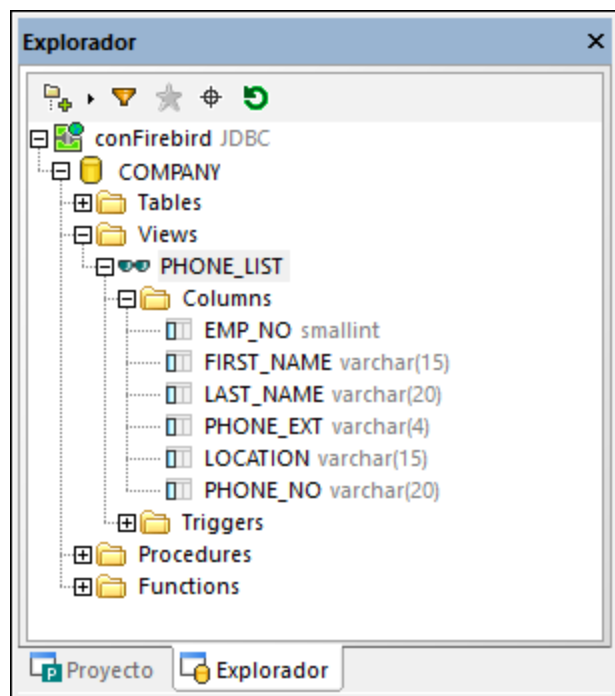 Explorador
conFirebird JDBC
COMPANY
Tables
Views
PHONE_LIST
Columns
EMP_NO smallint
FIRST_NAME varchar(15)
LAST_NAME varchar(20)
PHONE_EXT varchar(4)
LOCATION varchar(15)
PHONE_NO varchar(20)
Triggers
Procedures
Functions
Proyecto Explorador